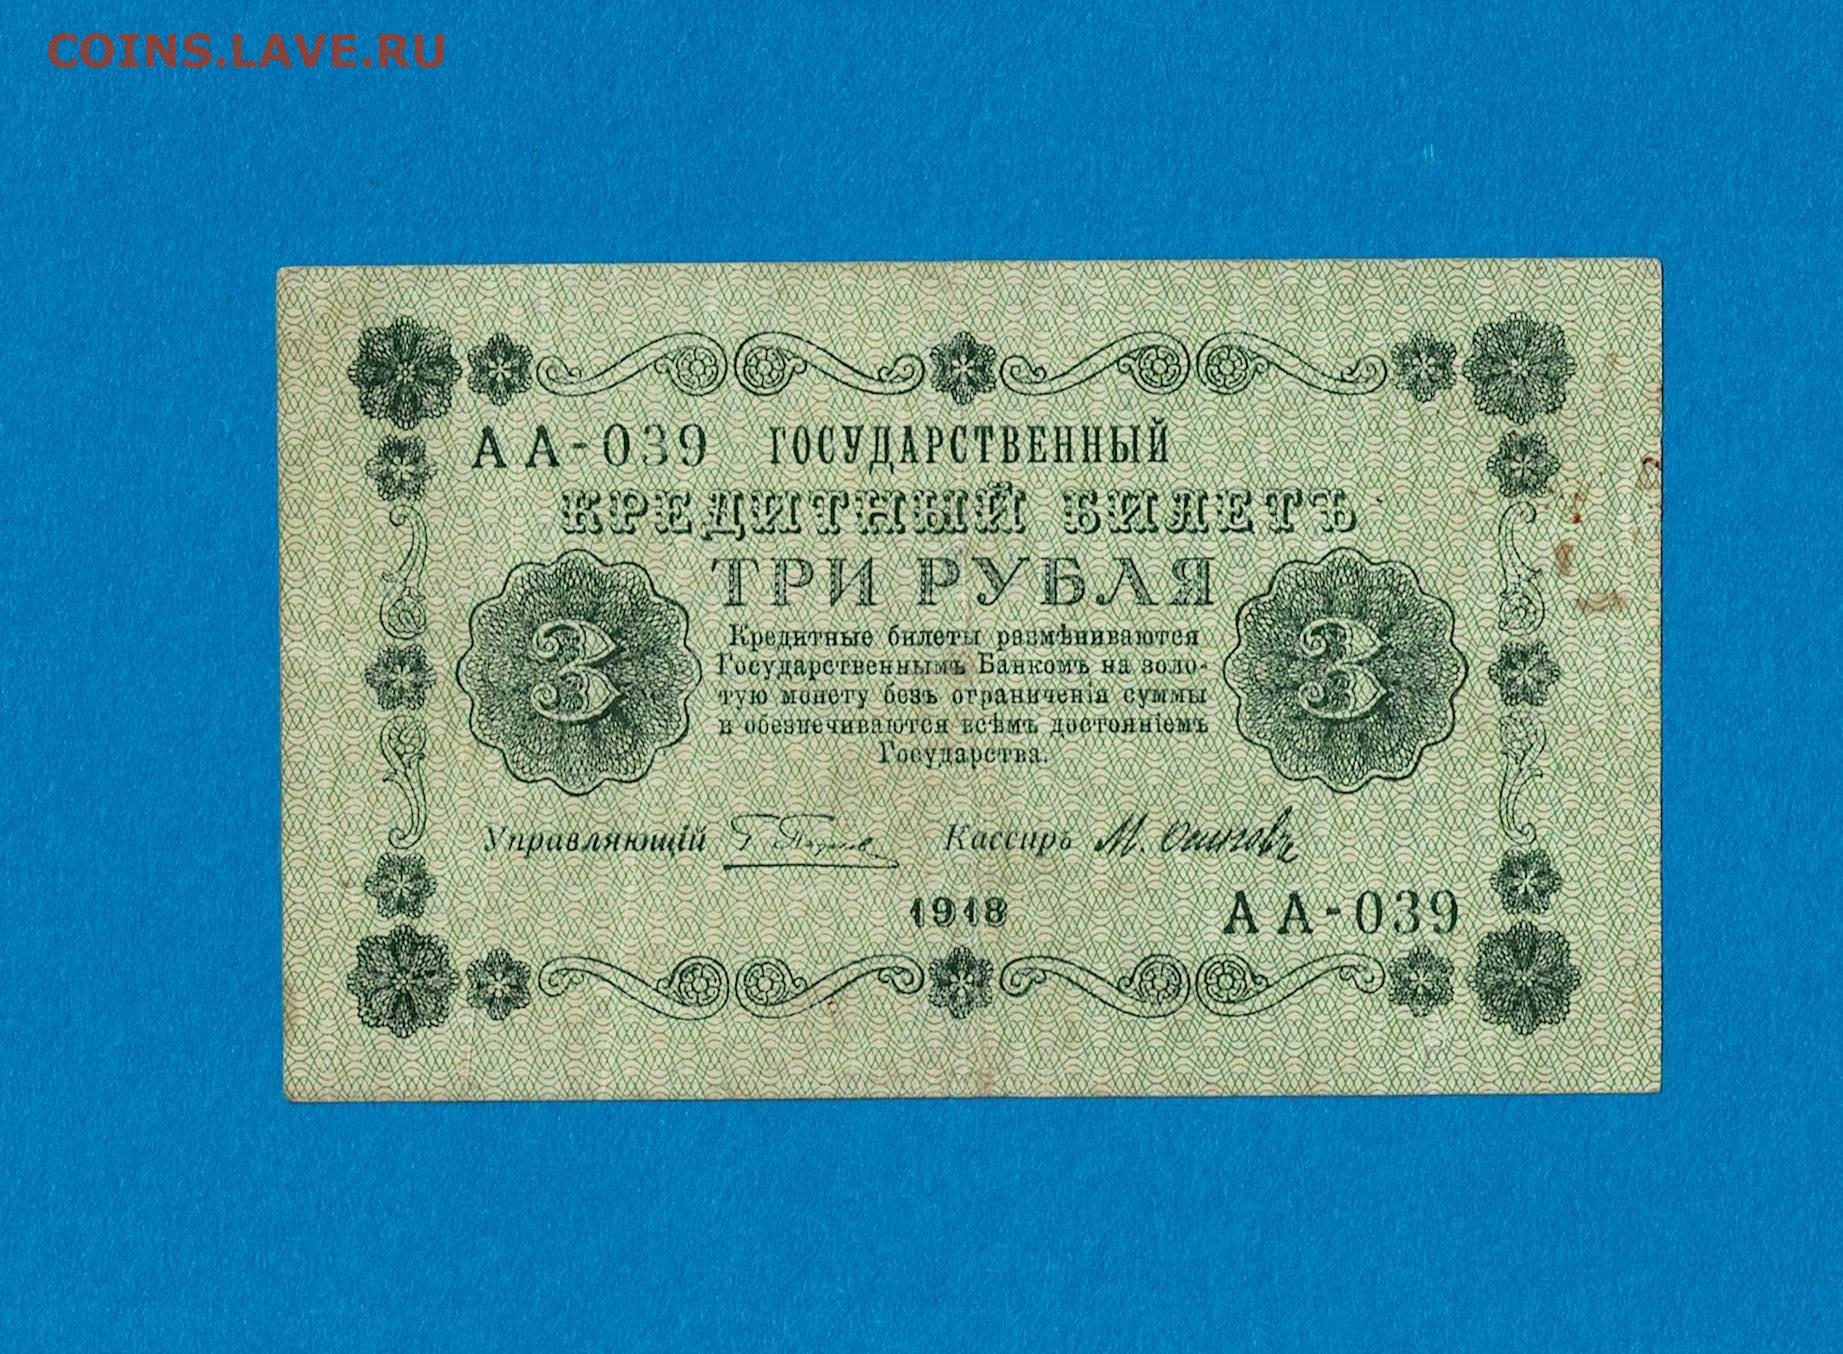 COINS.LAVE.RU
АА-039 ГОСУДАРСТВЕННЫЙ
КРЕДИТНЫЙ БИЛЕТЪ
ТРИ РУБЛЯ
3
3
Кредитные билеты размѣниваются
Государственнымъ Банкомъ на золо-
тую монету безъ ограниченія суммы
и обезпечиваются всѣмъ достояніемъ
Государства.
Управляющій Г. Кассиръ М. Осиповъ
1918 АА-039